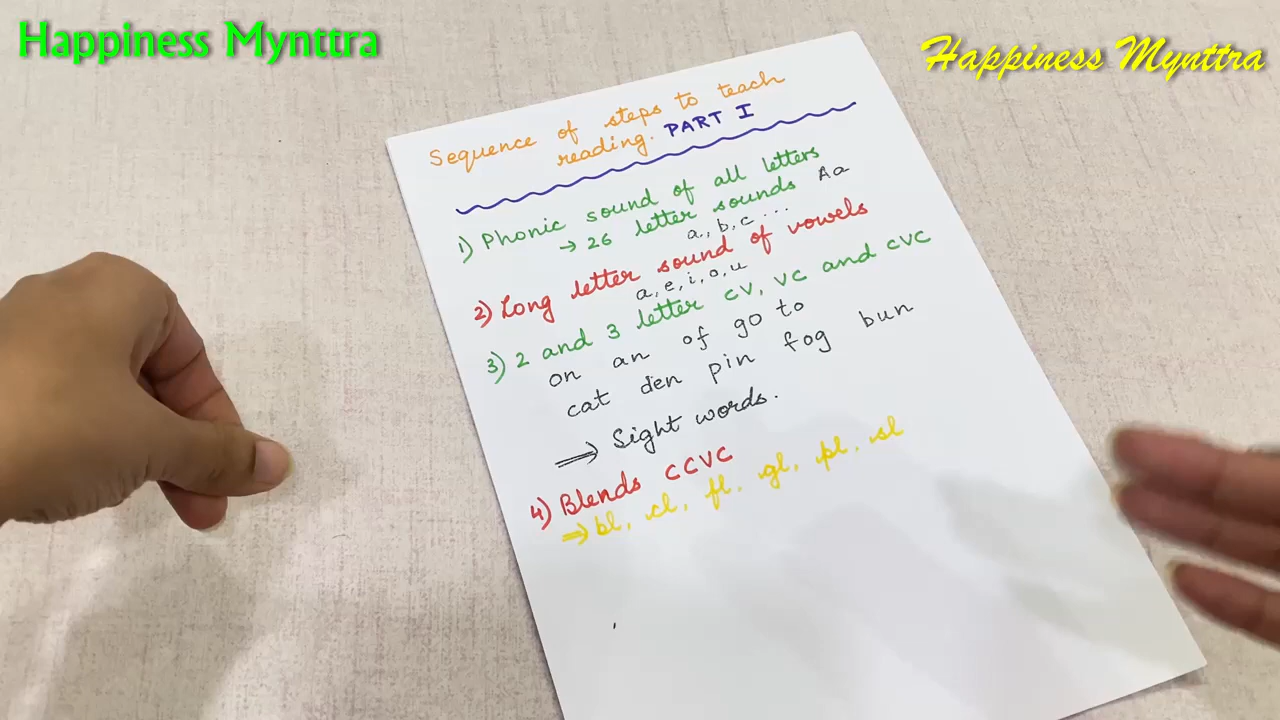 Happiness Mynttra
Happiness Mynttra
Sequence of steps to teach
reading. PART I
1) Phonic sound of all letters
→ 26 letter sounds Aa
a, b, c ...
2) Long letter sound of vowels
a, e, i, o, u
3) 2 and 3 letter CV, VC and CVC
on an of go to
cat den pin fog bun
⇒ Sight words.
4) Blends CCVC
⇒ bl, cl, fl, gl, pl, sl